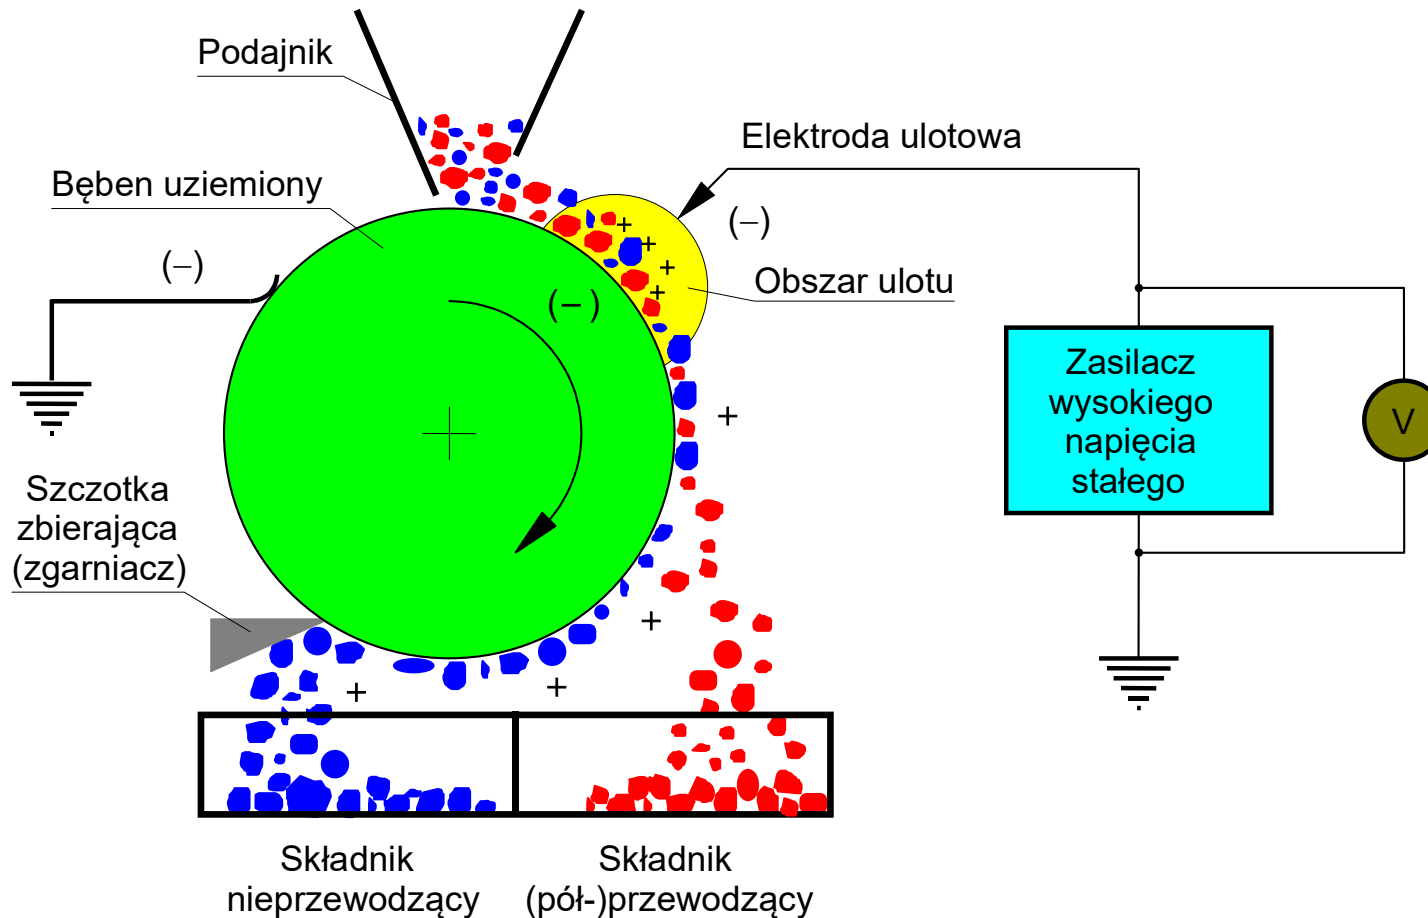 Podajnik
Elektroda ulotowa
Bęben uziemiony
(–)
(–)
Obszar ulotu
(–)
+
+
+
+
Zasilacz
wysokiego
napięcia
stałego
V
+
Szczotka
zbierająca
(zgarniacz)
+
+
+
Składnik
nieprzewodzący
Składnik
(pół-)przewodzący